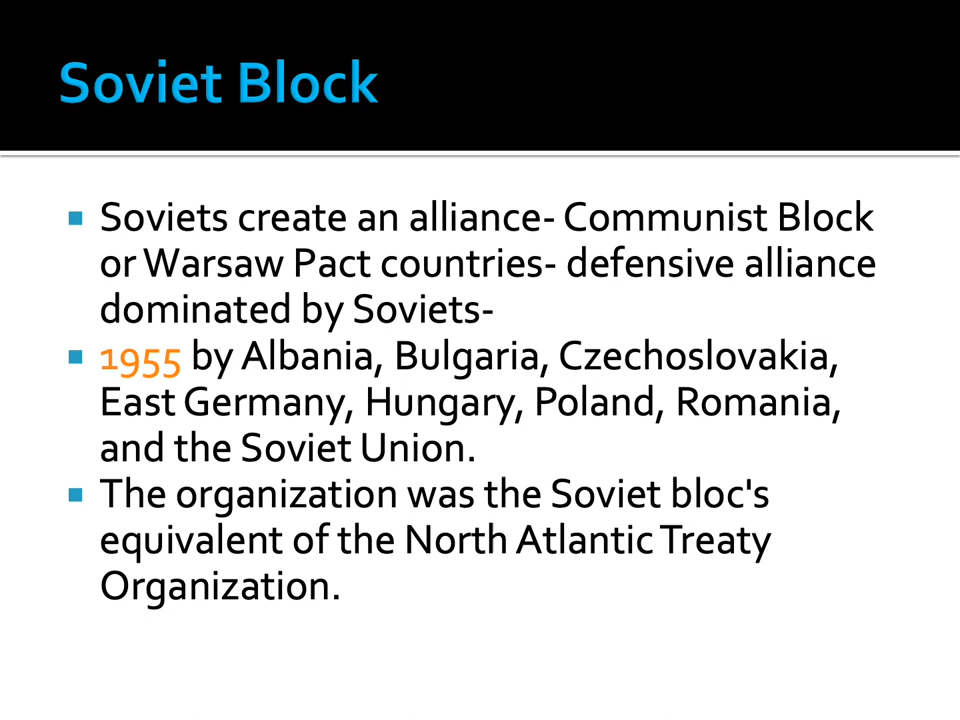 Soviet Block
▪ Soviets create an alliance- Communist Block
or Warsaw Pact countries- defensive alliance
dominated by Soviets-
▪ 1955 by Albania, Bulgaria, Czechoslovakia,
East Germany, Hungary, Poland, Romania,
and the Soviet Union.
▪ The organization was the Soviet bloc's
equivalent of the North Atlantic Treaty
Organization.